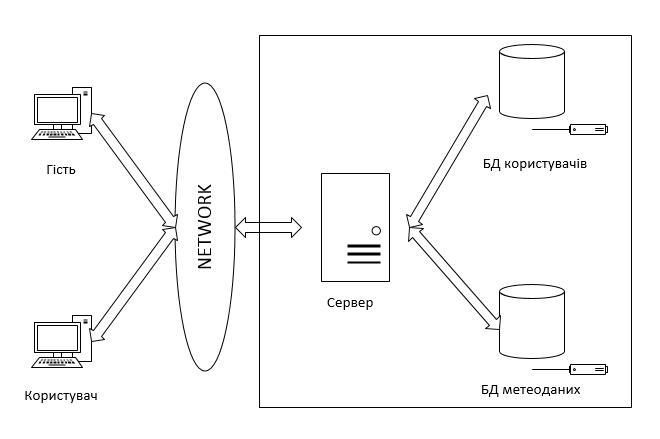 Гість
Користувач
NETWORK
Сервер
БД користувачів
БД метеоданих